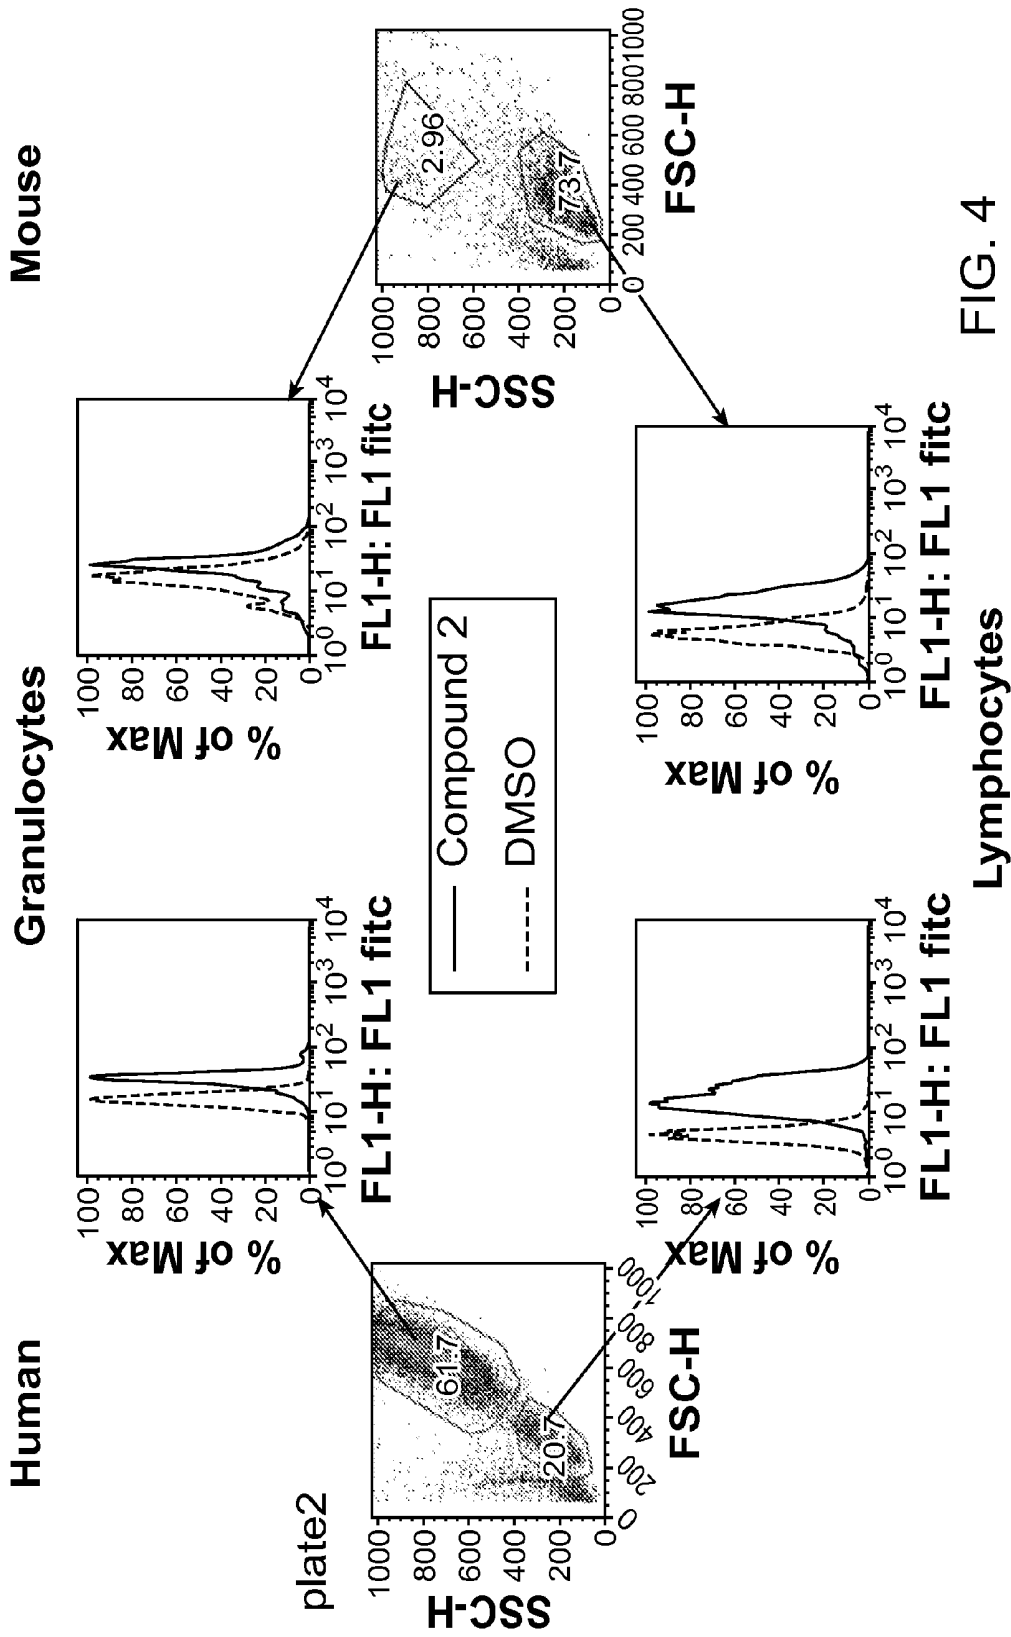 Human
Granulocytes
Mouse
% of Max
100
80
60
40
20
0
10^0 10^1 10^2 10^3 10^4
FL1-H: FL1 fitc
% of Max
100
80
60
40
20
0
10^0 10^1 10^2 10^3 10^4
FL1-H: FL1 fitc
plate2
SSC-H
1000
800
600
400
200
0
61.7
20.7
0 200 400 600 800 1000
FSC-H
Compound 2
DMSO
SSC-H
1000
800
600
400
200
0
2.96
73.7
0 200 400 600 800 1000
FSC-H
% of Max
100
80
60
40
20
0
10^0 10^1 10^2 10^3 10^4
FL1-H: FL1 fitc
% of Max
100
80
60
40
20
0
10^0 10^1 10^2 10^3 10^4
FL1-H: FL1 fitc
Lymphocytes
FIG. 4